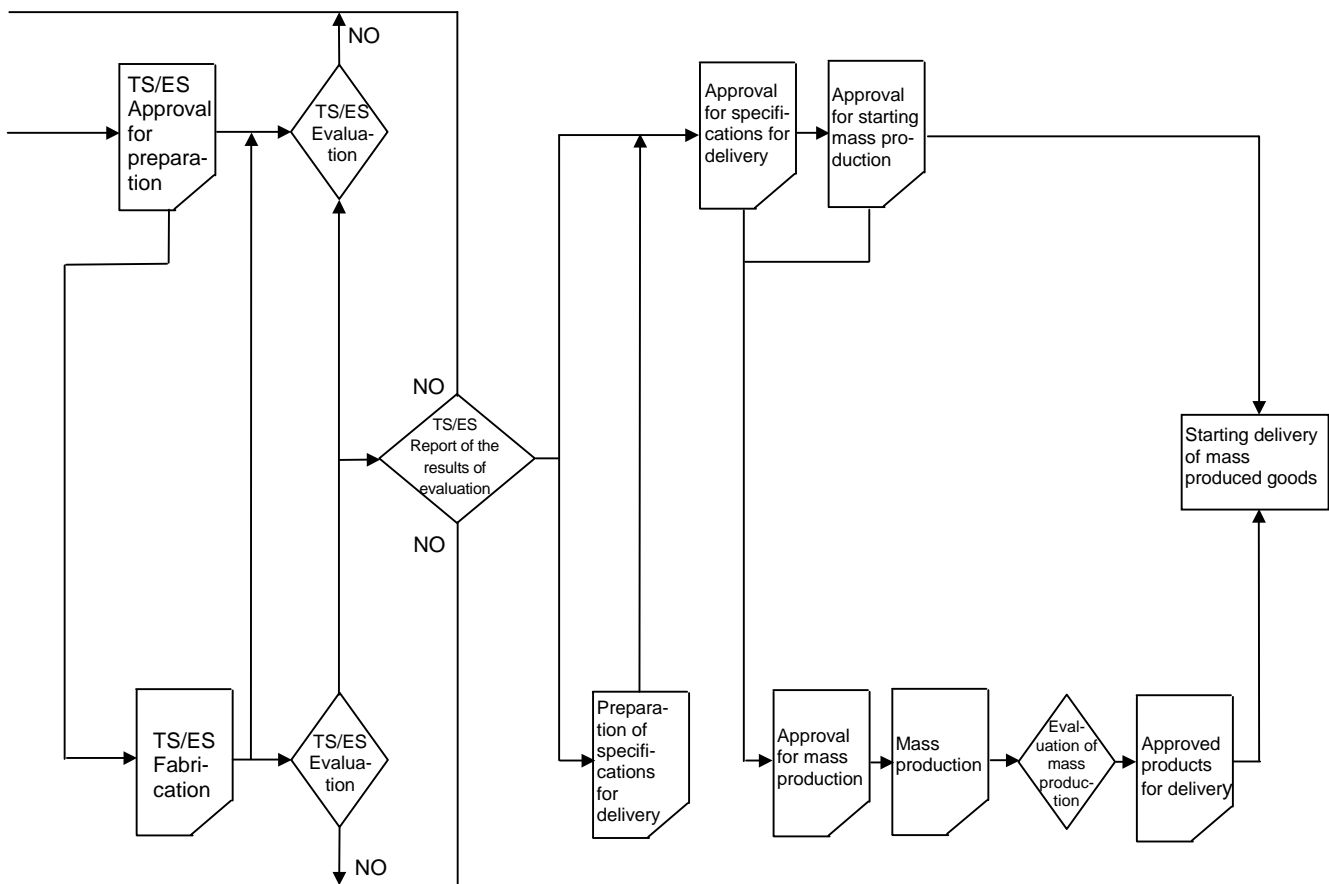 NO
TS/ES
Approval
for
prepara-
tion
TS/ES
Evalua-
tion
Approval
for specifi-
cations for
delivery
Approval
for starting
mass pro-
duction
NO
TS/ES
Report of the
results of
evaluation
NO
Starting delivery
of mass
produced goods
TS/ES
Fabri-
cation
TS/ES
Evalua-
tion
NO
Prepara-
tion of
specifi-
cations
for
delivery
Approval
for mass
production
Mass
production
Eval-
uation of
mass
produc-
tion
Approved
products
for delivery